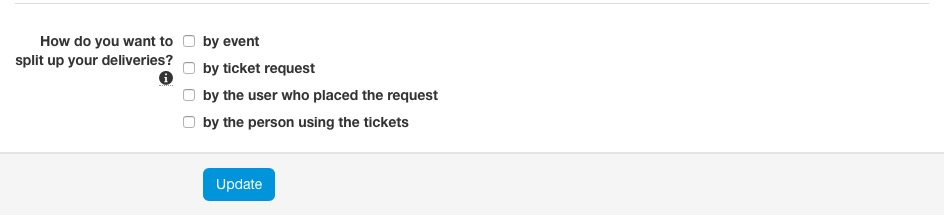 How do you want to
split up your deliveries?
by event
by ticket request
by the user who placed the request
by the person using the tickets
Update